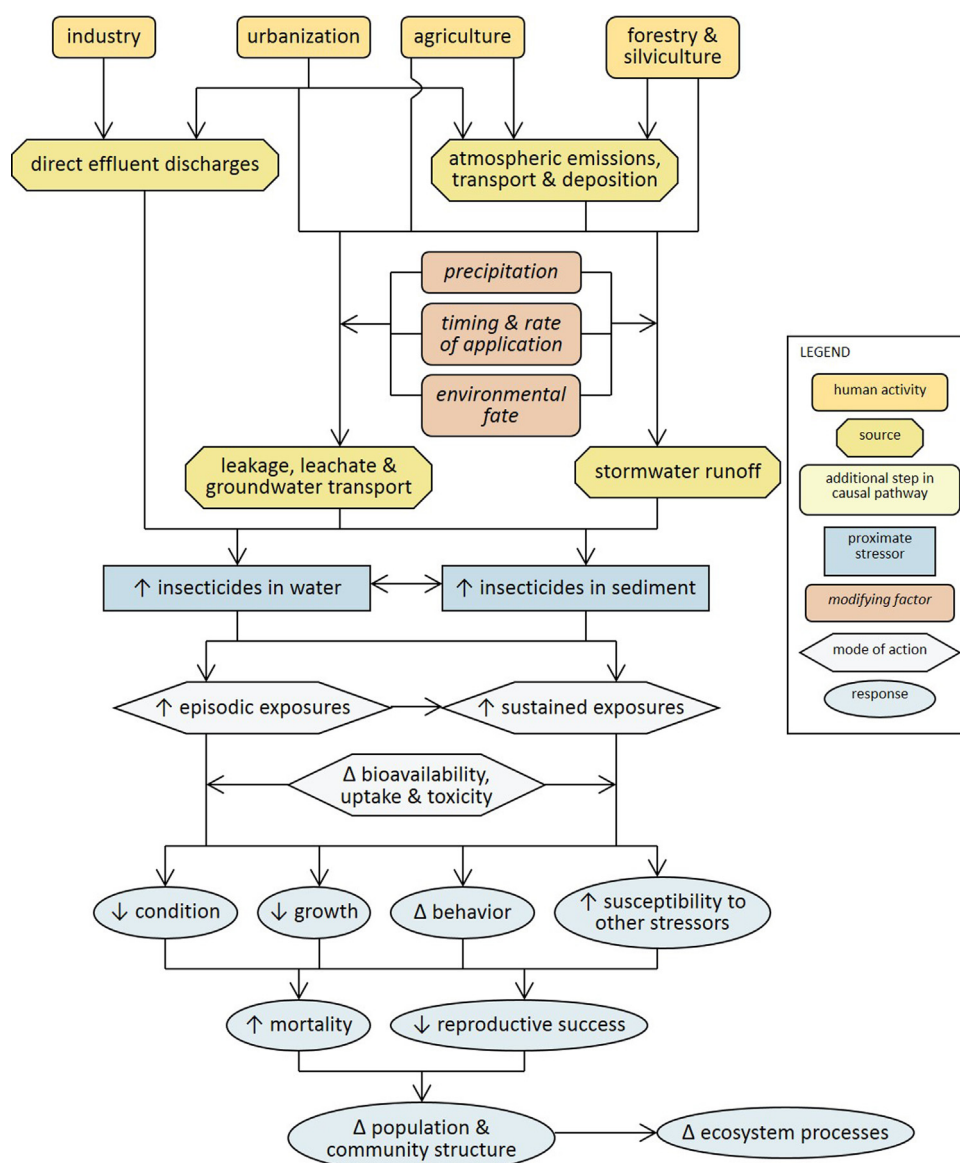 industry
urbanization
agriculture
forestry &
silviculture
direct effluent discharges
atmospheric emissions,
transport & deposition
precipitation
timing & rate
of application
environmental
fate
leakage, leachate &
groundwater transport
stormwater runoff
↑ insecticides in water
↑ insecticides in sediment
↑ episodic exposures
↑ sustained exposures
Δ bioavailability,
uptake & toxicity
↓ condition
↓ growth
Δ behavior
↑ susceptibility to
other stressors
↑ mortality
↓ reproductive success
Δ population &
community structure
Δ ecosystem processes
LEGEND
human activity
source
additional step in
causal pathway
proximate
stressor
modifying factor
mode of action
response